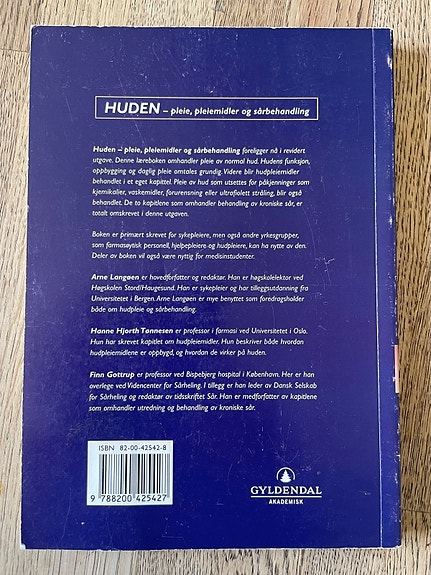 HUDEN – pleie, pleiemidler og sårbehandling
Huden – pleie, pleiemidler og sårbehandling foreligger nå i revidert
utgave. Denne læreboken omhandler pleie av normal hud. Hudens funksjon,
oppbygging og daglig pleie omtales grundig. Videre blir hudpleiemidler
behandlet i et eget kapittel. Pleie av hud som utsettes for påkjenninger som
kjemikalier, vaskemidler, forurensning eller ultrafiolett stråling, blir også
behandlet. De to kapitlene som omhandler behandling av kroniske sår, er
totalt omskrevet i denne utgaven.
Boken er primært skrevet for sykepleiere, men også andre yrkesgrupper,
som farmasøytisk personell, hjelpepleiere og hudpleiere, kan ha nytte av den.
Deler av boken vil også være nyttig for medisinstudenter.
Arne Langøen er hovedforfatter og redaktør. Han er høgskolelektor ved
Høgskolen Stord/Haugesund. Han er sykepleier og har tilleggsutdanning fra
Universitetet i Bergen. Arne Langøen er mye benyttet som foredragsholder
både om hudpleie og sårbehandling.
Hanne Hjorth Tønnesen er professor i farmasi ved Universitetet i Oslo.
Hun har skrevet kapitlet om hudpleiemidler. Hun beskriver både hvordan
hudpleiemidlene er oppbygd, og hvordan de virker på huden.
Finn Gottrup er professor ved Bispebjerg hospital i København. Her er han
overlege ved Videncenter for Sårheling. I tillegg er han leder av Dansk Selskab
for Sårheling og redaktør av tidsskriftet Sår. Han er medforfatter av kapitlene
som omhandler utredning og behandling av kroniske sår.
ISBN 82-00-42542-8
9 788200 425427
GYLDENDAL
AKADEMISK